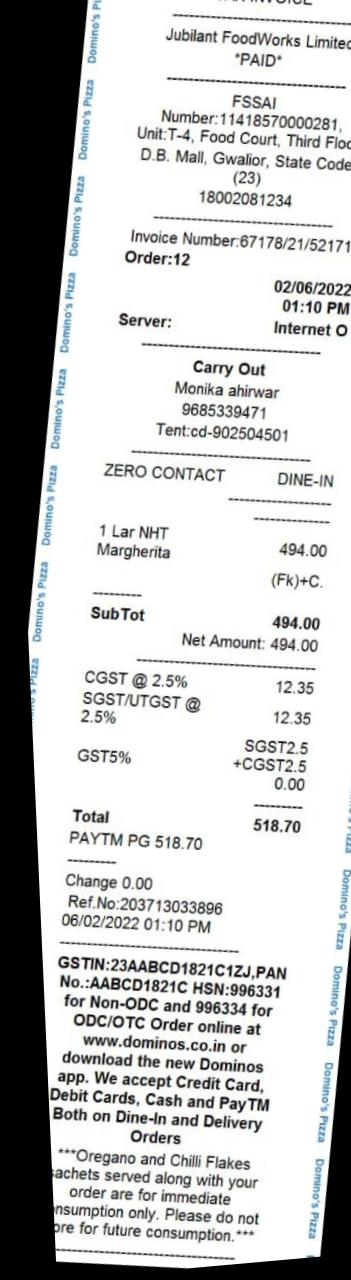 INVOICE
Jubilant FoodWorks Limited
*PAID*
FSSAI
Number:11418570000281,
Unit:T-4, Food Court, Third Floo
D.B. Mall, Gwalior, State Code
(23)
18002081234
Invoice Number:67178/21/52171
Order:12
02/06/2022
01:10 PM
Server: Internet O
Carry Out
Monika ahirwar
9685339471
Tent:cd-902504501
ZERO CONTACT DINE-IN
1 Lar NHT
Margherita 494.00
(Fk)+C.
SubTot 494.00
Net Amount: 494.00
CGST @ 2.5% 12.35
SGST/UTGST @
2.5% 12.35
GST5% SGST2.5
+CGST2.5
0.00
Total 518.70
PAYTM PG 518.70
Change 0.00
Ref.No:203713033896
06/02/2022 01:10 PM
GSTIN:23AABCD1821C1ZJ,PAN
No.:AABCD1821C HSN:996331
for Non-ODC and 996334 for
ODC/OTC Order online at
www.dominos.co.in or
download the new Dominos
app. We accept Credit Card,
Debit Cards, Cash and PayTM
Both on Dine-In and Delivery
Orders
***Oregano and Chilli Flakes
sachets served along with your
order are for immediate
nsumption only. Please do not
ore for future consumption.***
Domino's Pizza
Domino's Pizza
Domino's Pizza
Domino's Pizza
Domino's Pizza
Domino's Pizza
Domino's Pizza
Domino's Pizza
Domino's Pizza
Domino's Pizza
Domino's Pizza